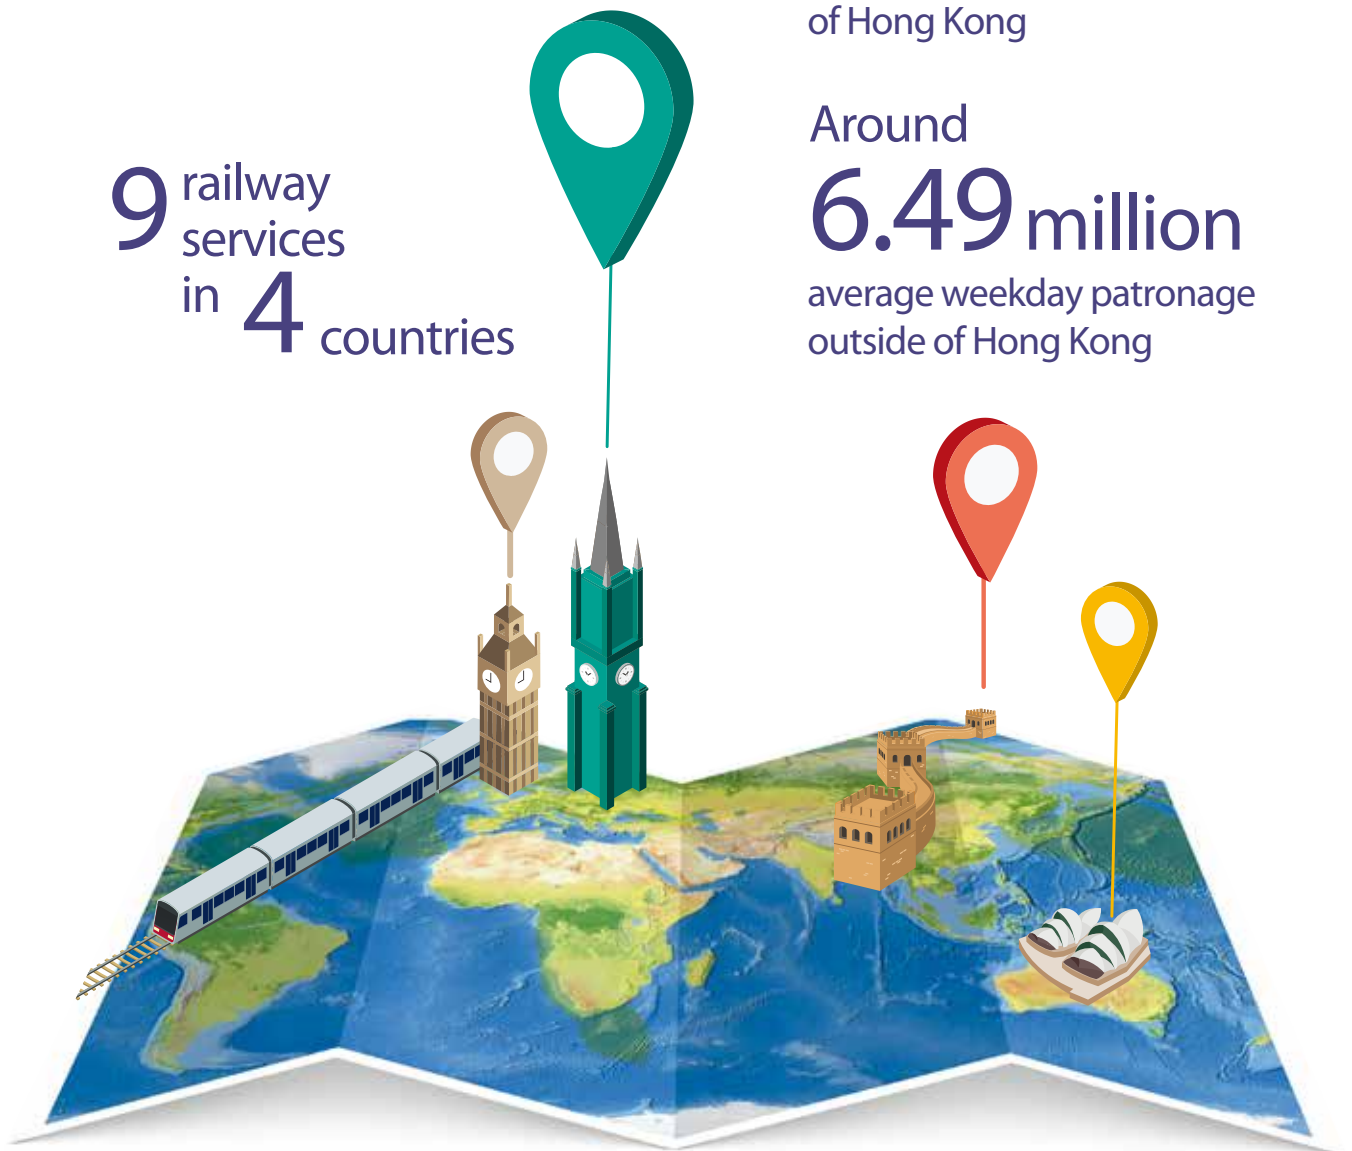 of Hong Kong
9 railway
services
in 4 countries
Around
6.49 million
average weekday patronage
outside of Hong Kong